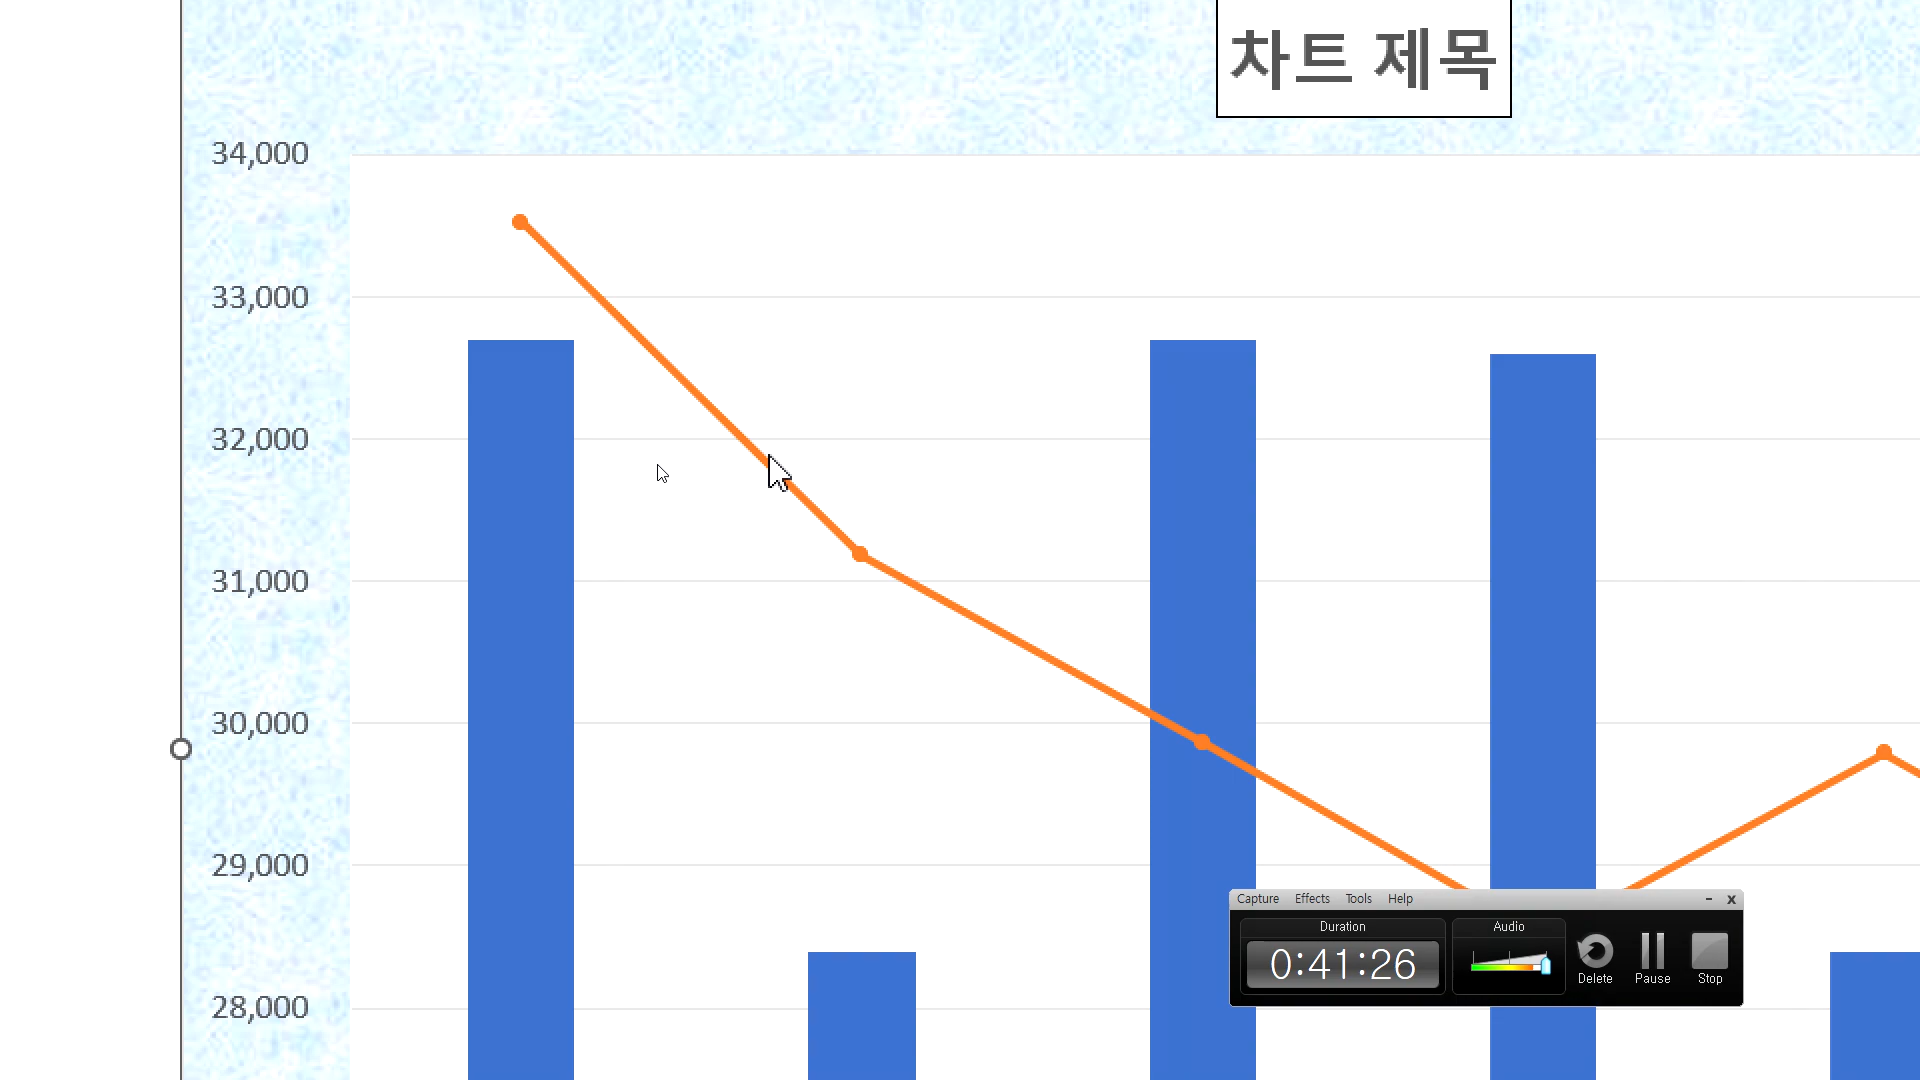 차트 제목
34,000
33,000
32,000
31,000
30,000
29,000
28,000
Capture Effects Tools Help
Duration
0:41:26
Audio
Delete
Pause
Stop